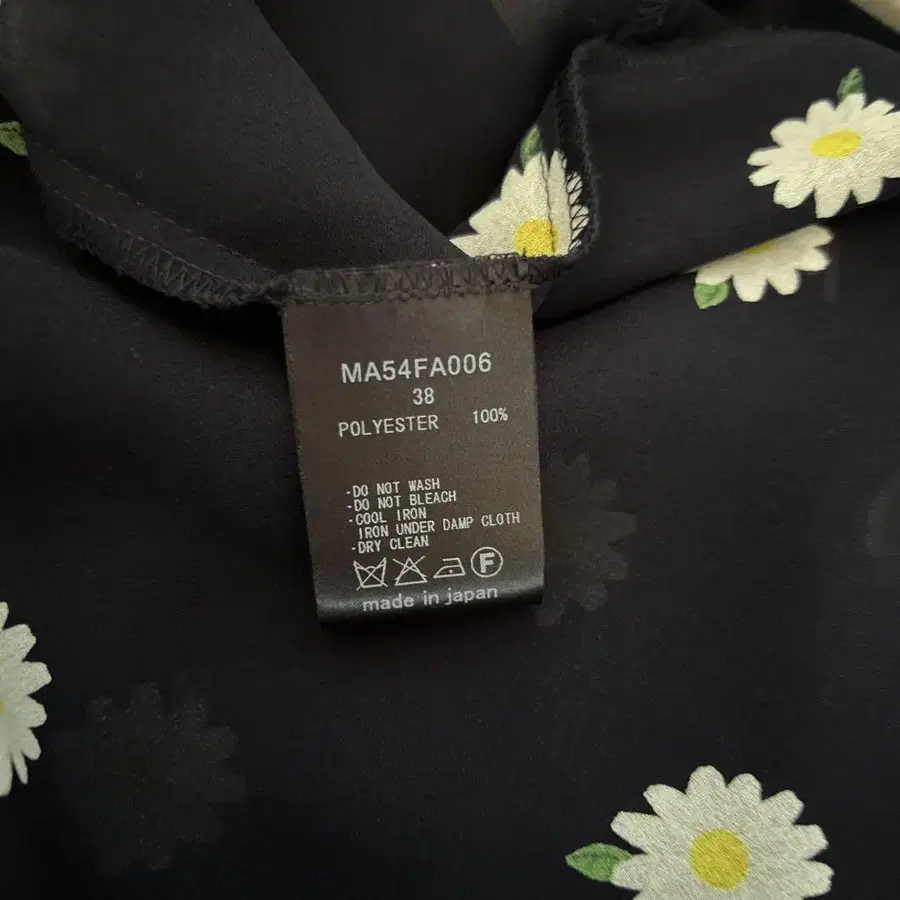 MA54FA006
38
POLYESTER 100%
·DO NOT WASH
·DO NOT BLEACH
·COOL IRON
IRON UNDER DAMP CLOTH
·DRY CLEAN
F
made in japan